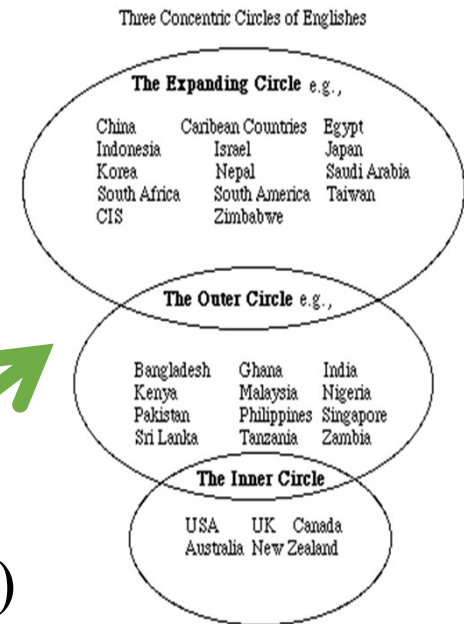 Three Concentric Circles of Englishes
The Expanding Circle e.g.,
China Caribean Countries Egypt
Indonesia Israel Japan
Korea Nepal Saudi Arabia
South Africa South America Taiwan
CIS Zimbabwe
The Outer Circle e.g.,
Bangladesh Ghana India
Kenya Malaysia Nigeria
Pakistan Philippines Singapore
Sri Lanka Tanzania Zambia
The Inner Circle
USA UK Canada
Australia New Zealand
)